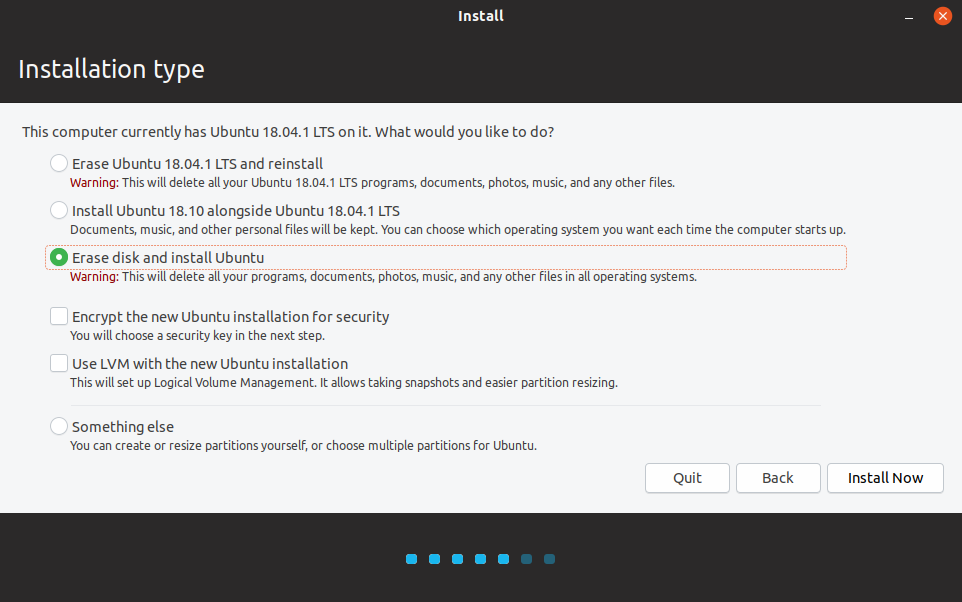 Install
Installation type
This computer currently has Ubuntu 18.04.1 LTS on it. What would you like to do?
Erase Ubuntu 18.04.1 LTS and reinstall
Warning: This will delete all your Ubuntu 18.04.1 LTS programs, documents, photos, music, and any other files.
Install Ubuntu 18.10 alongside Ubuntu 18.04.1 LTS
Documents, music, and other personal files will be kept. You can choose which operating system you want each time the computer starts up.
Erase disk and install Ubuntu
Warning: This will delete all your programs, documents, photos, music, and any other files in all operating systems.
Encrypt the new Ubuntu installation for security
You will choose a security key in the next step.
Use LVM with the new Ubuntu installation
This will set up Logical Volume Management. It allows taking snapshots and easier partition resizing.
Something else
You can create or resize partitions yourself, or choose multiple partitions for Ubuntu.
Quit Back Install Now